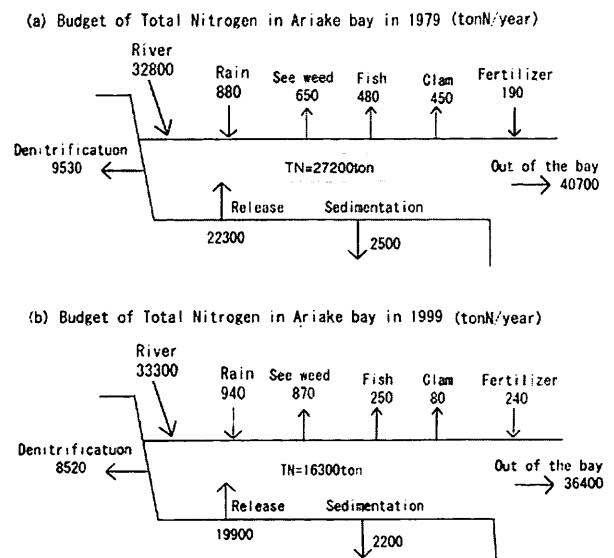 (a) Budget of Total Nitrogen in Ariake bay in 1979 (tonN/year)
River
32800
Rain
880
See weed
650
Fish
480
Clam
450
Fertilizer
190
Denitrificatuon
9530
TN=27200ton
Out of the bay
40700
Release
22300
Sedimentation
2500
(b) Budget of Total Nitrogen in Ariake bay in 1999 (tonN/year)
River
33300
Rain
940
See weed
870
Fish
250
Clam
80
Fertilizer
240
Denitrificatuon
8520
TN=16300ton
Out of the bay
36400
Release
19900
Sedimentation
2200